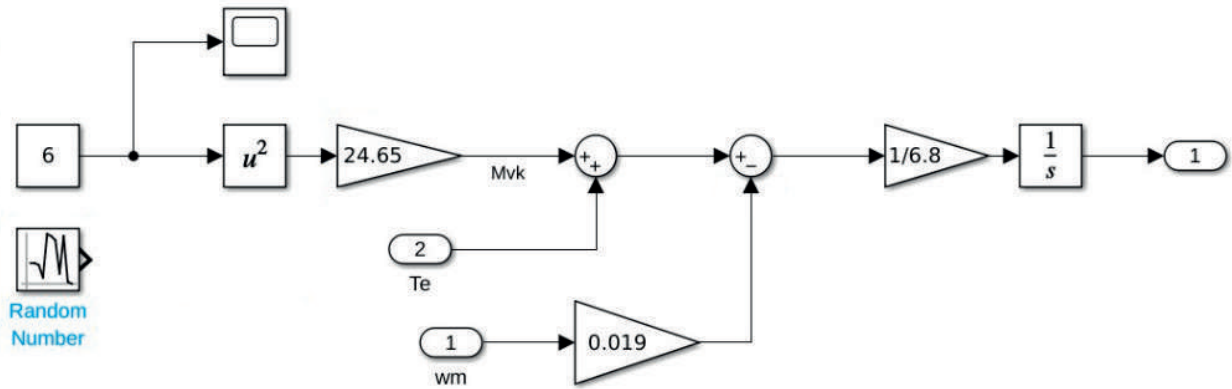 6
u²
24.65
Mvk
+
+
+
−
1/6.8
1
s
1
2
Te
1
wm
0.019
Random
Number